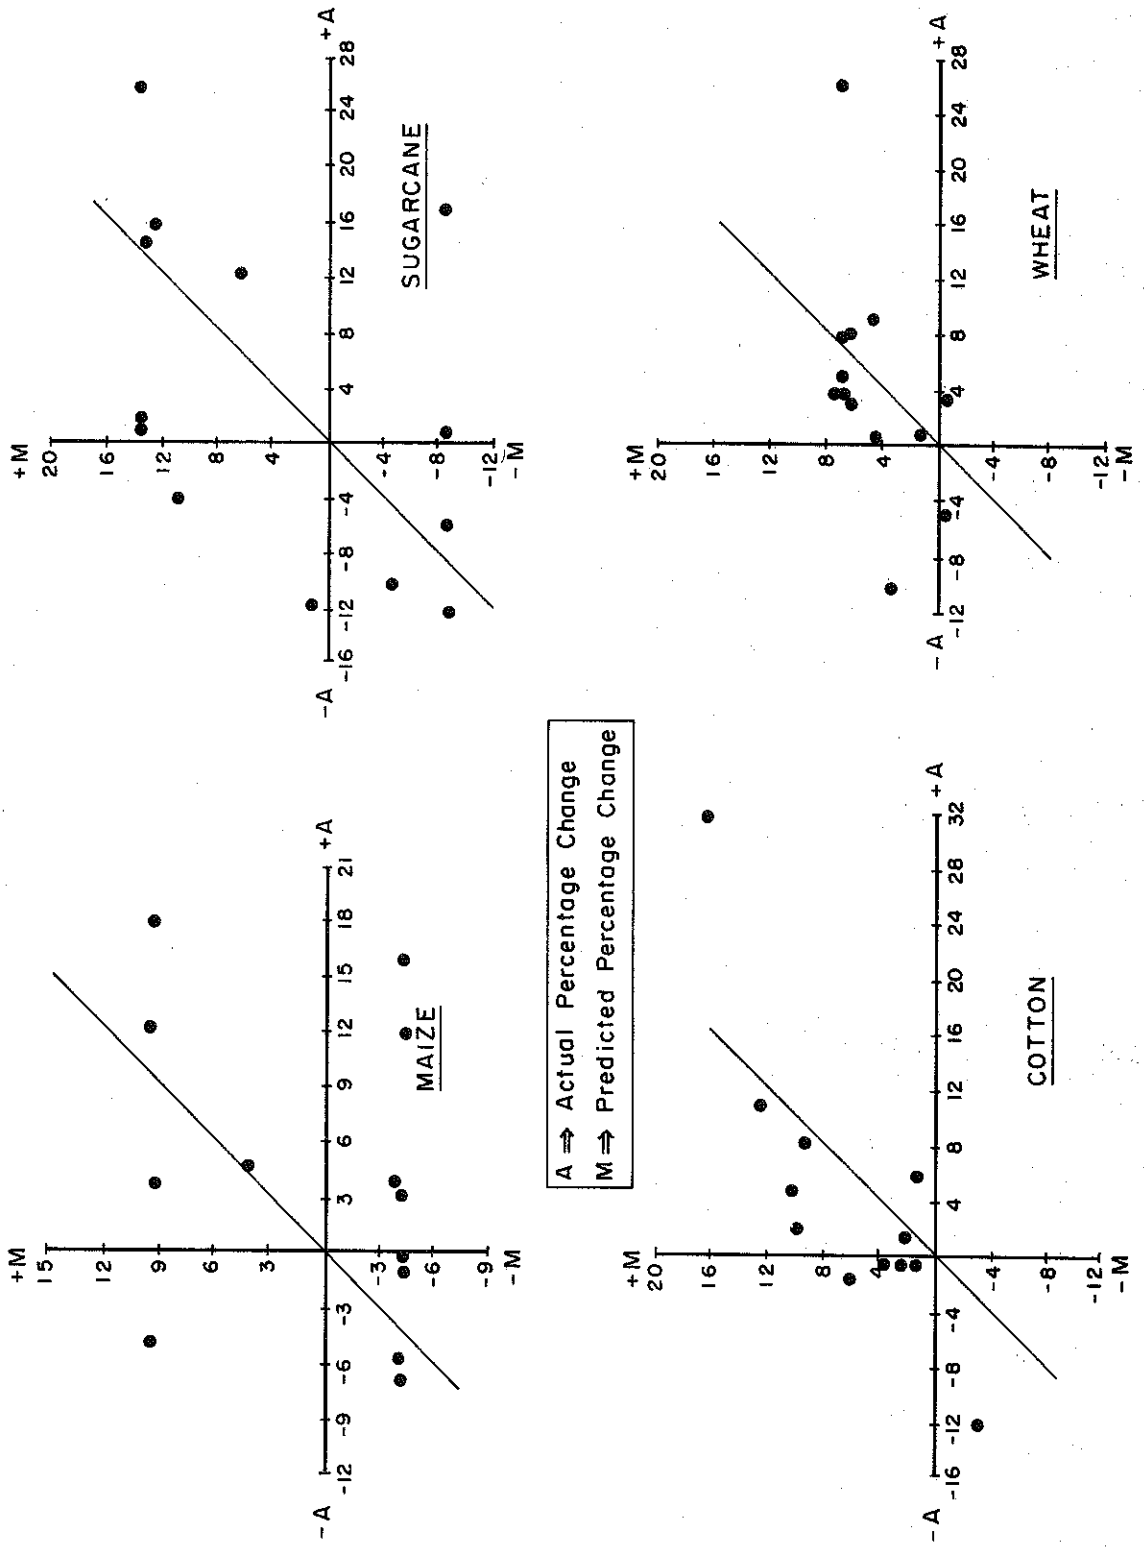 +M
15
12
9
6
3
-A
+A
-12 -9 -6 -3 3 6 9 12 15 18 21
-3
-6
-9
-M
MAIZE
+M
20
16
12
8
4
-A
+A
-16 -12 -8 -4 4 8 12 16 20 24 28
-4
-8
-12
-M
SUGARCANE
A ⇒ Actual Percentage Change
M ⇒ Predicted Percentage Change
+M
20
16
12
8
4
-A
+A
-16 -12 -8 -4 4 8 12 16 20 24 28 32
-4
-8
-12
-M
COTTON
+M
20
16
12
8
4
-A
+A
-12 -8 -4 4 8 12 16 20 24 28
-4
-8
-12
-M
WHEAT